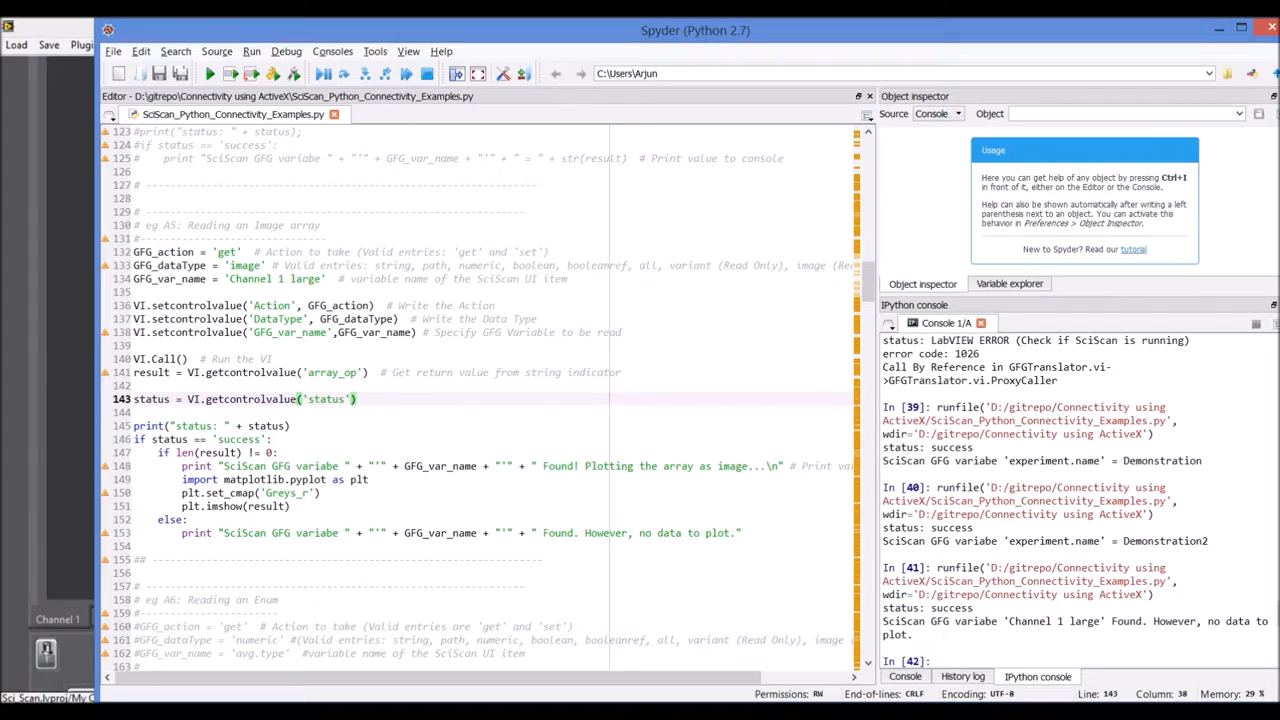 Spyder (Python 2.7)
Load Save Plugi
File Edit Search Source Run Debug Consoles Tools View Help
C:\Users\Arjun
Editor - D:\gitrepo\Connectivity using ActiveX\SciScan_Python_Connectivity_Examples.py
SciScan_Python_Connectivity_Examples.py
123 #print("status: " + status);
124 #if status == 'success':
125 #    print "SciScan GFG variabe " + "'" + GFG_var_name + "'" + " = " + str(result)  # Print value to console
126
127 # ----------------------------------------------------------
128
129 # --------------------------------------------------------
130 # eg A5: Reading an Image array
131 #----------------------------
132 GFG_action = 'get'  # Action to take (Valid entries: 'get' and 'set')
133 GFG_dataType = 'image' # Valid entries: string, path, numeric, boolean, booleanref, all, variant (Read Only), image (Rea
134 GFG_var_name = 'Channel 1 large'  # variable name of the SciScan UI item
135
136 VI.setcontrolvalue('Action', GFG_action)  # Write the Action
137 VI.setcontrolvalue('DataType', GFG_dataType)  # Write the Data Type
138 VI.setcontrolvalue('GFG_var_name',GFG_var_name)  # Specify GFG Variable to be read
139
140 VI.Call()  # Run the VI
141 result = VI.getcontrolvalue('array_op')  # Get return value from string indicator
142
143 status = VI.getcontrolvalue('status')
144
145 print("status: " + status)
146 if status == 'success':
147     if len(result) != 0:
148         print "SciScan GFG variabe " + "'" + GFG_var_name + "'" + " Found! Plotting the array as image...\n" # Print va
149         import matplotlib.pyplot as plt
150         plt.set_cmap('Greys_r')
151         plt.imshow(result)
152     else:
153         print "SciScan GFG variabe " + "'" + GFG_var_name + "'" + " Found. However, no data to plot."
154
155 ## ----------------------------------------------------------
156
157 # --------------------------------------------------------
158 # eg A6: Reading an Enum
159 #---------------------
160 #GFG_action = 'get'  # Action to take (Valid entries are 'get' and 'set')
161 #GFG_dataType = 'numeric' #(Valid entries: string, path, numeric, boolean, booleanref, all, variant (Read Only), image
162 #GFG_var_name = 'avg.type'  #variable name of the SciScan UI item
163 #
Object inspector
Source Console Object
Usage
Here you can get help of any object by pressing Ctrl+I
in front of it, either on the Editor or the Console.
Help can also be shown automatically after writing a left
parenthesis next to an object. You can activate this
behavior in Preferences > Object Inspector.
New to Spyder? Read our tutorial
Object inspector Variable explorer
IPython console
Console 1/A
status: LabVIEW ERROR (Check if SciScan is running)
error code: 1026
Call By Reference in GFGTranslator.vi-
>GFGTranslator.vi.ProxyCaller
In [39]: runfile('D:/gitrepo/Connectivity using
ActiveX/SciScan_Python_Connectivity_Examples.py',
wdir='D:/gitrepo/Connectivity using ActiveX')
status: success
SciScan GFG variabe 'experiment.name' = Demonstration
In [40]: runfile('D:/gitrepo/Connectivity using
ActiveX/SciScan_Python_Connectivity_Examples.py',
wdir='D:/gitrepo/Connectivity using ActiveX')
status: success
SciScan GFG variabe 'experiment.name' = Demonstration2
In [41]: runfile('D:/gitrepo/Connectivity using
ActiveX/SciScan_Python_Connectivity_Examples.py',
wdir='D:/gitrepo/Connectivity using ActiveX')
status: success
SciScan GFG variabe 'Channel 1 large' Found. However, no data to
plot.
In [42]:
Console History log IPython console
Channel 1
Sci_Scan.lvproj/My C
Permissions: RW End-of-lines: CRLF Encoding: UTF-8 Line: 143 Column: 38 Memory: 29 %